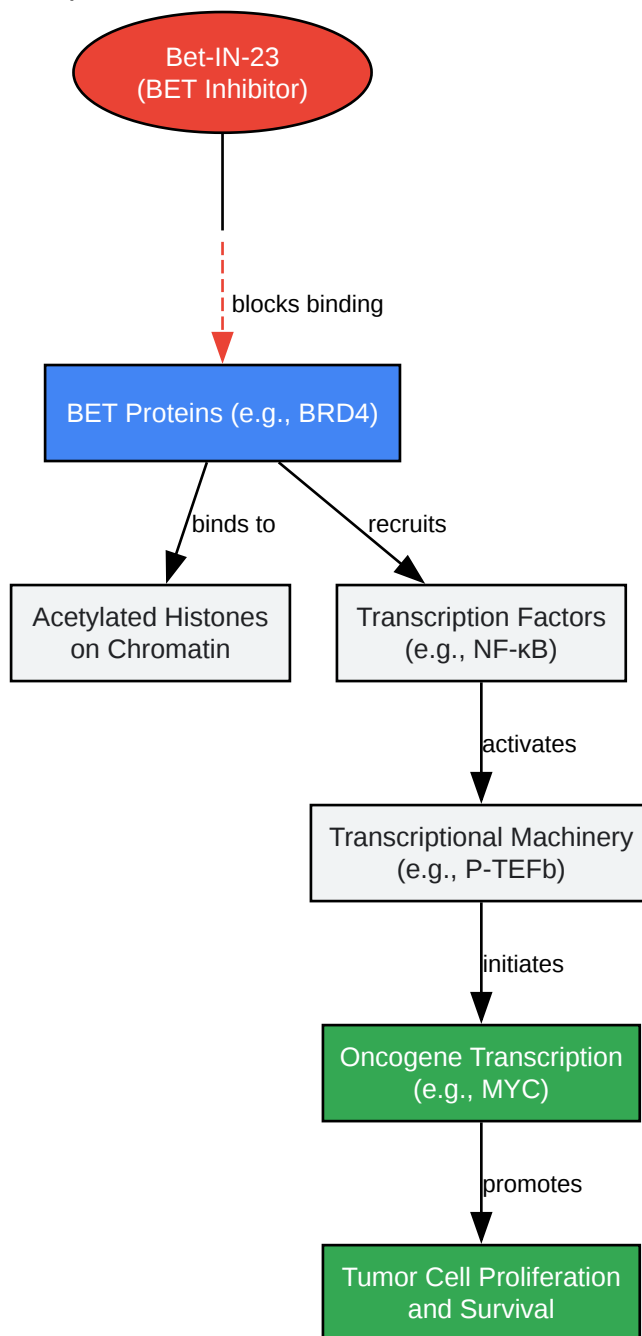 Bet-IN-23
(BET Inhibitor)
blocks binding
BET Proteins (e.g., BRD4)
binds to
recruits
Acetylated Histones
on Chromatin
Transcription Factors
(e.g., NF-κB)
activates
Transcriptional Machinery
(e.g., P-TEFb)
initiates
Oncogene Transcription
(e.g., MYC)
promotes
Tumor Cell Proliferation
and Survival